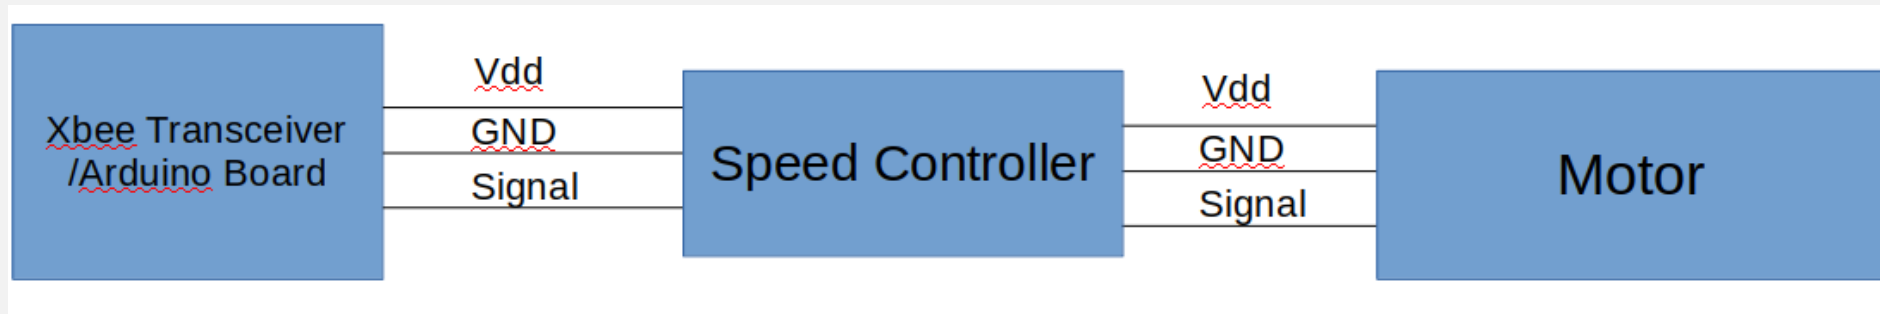 Xbee Transceiver
/Arduino Board
Vdd
GND
Signal
Speed Controller
Vdd
GND
Signal
Motor